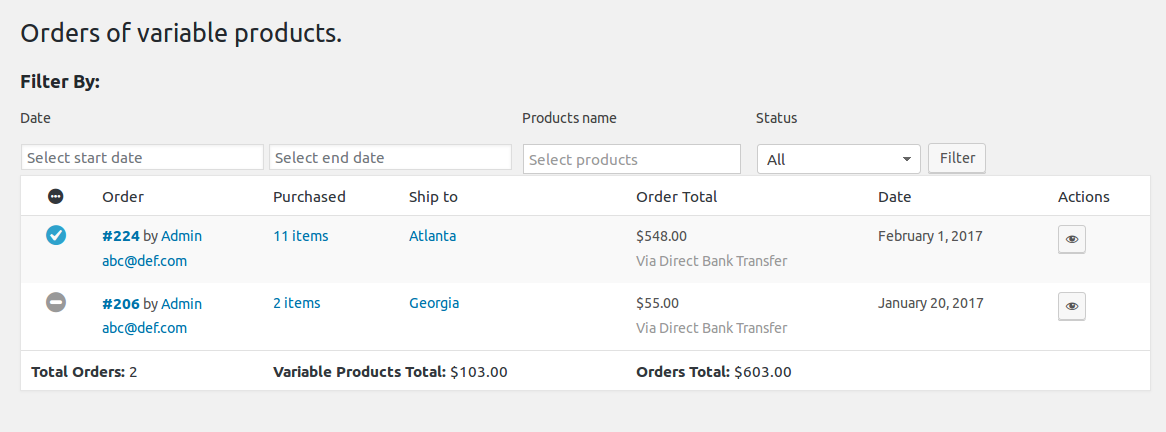 Orders of variable products.
Filter By:
Date Products name Status
Select start date Select end date Select products All Filter
Order Purchased Ship to Order Total Date Actions
#224 by Admin 11 items Atlanta $548.00 February 1, 2017
abc@def.com Via Direct Bank Transfer
#206 by Admin 2 items Georgia $55.00 January 20, 2017
abc@def.com Via Direct Bank Transfer
Total Orders: 2 Variable Products Total: $103.00 Orders Total: $603.00